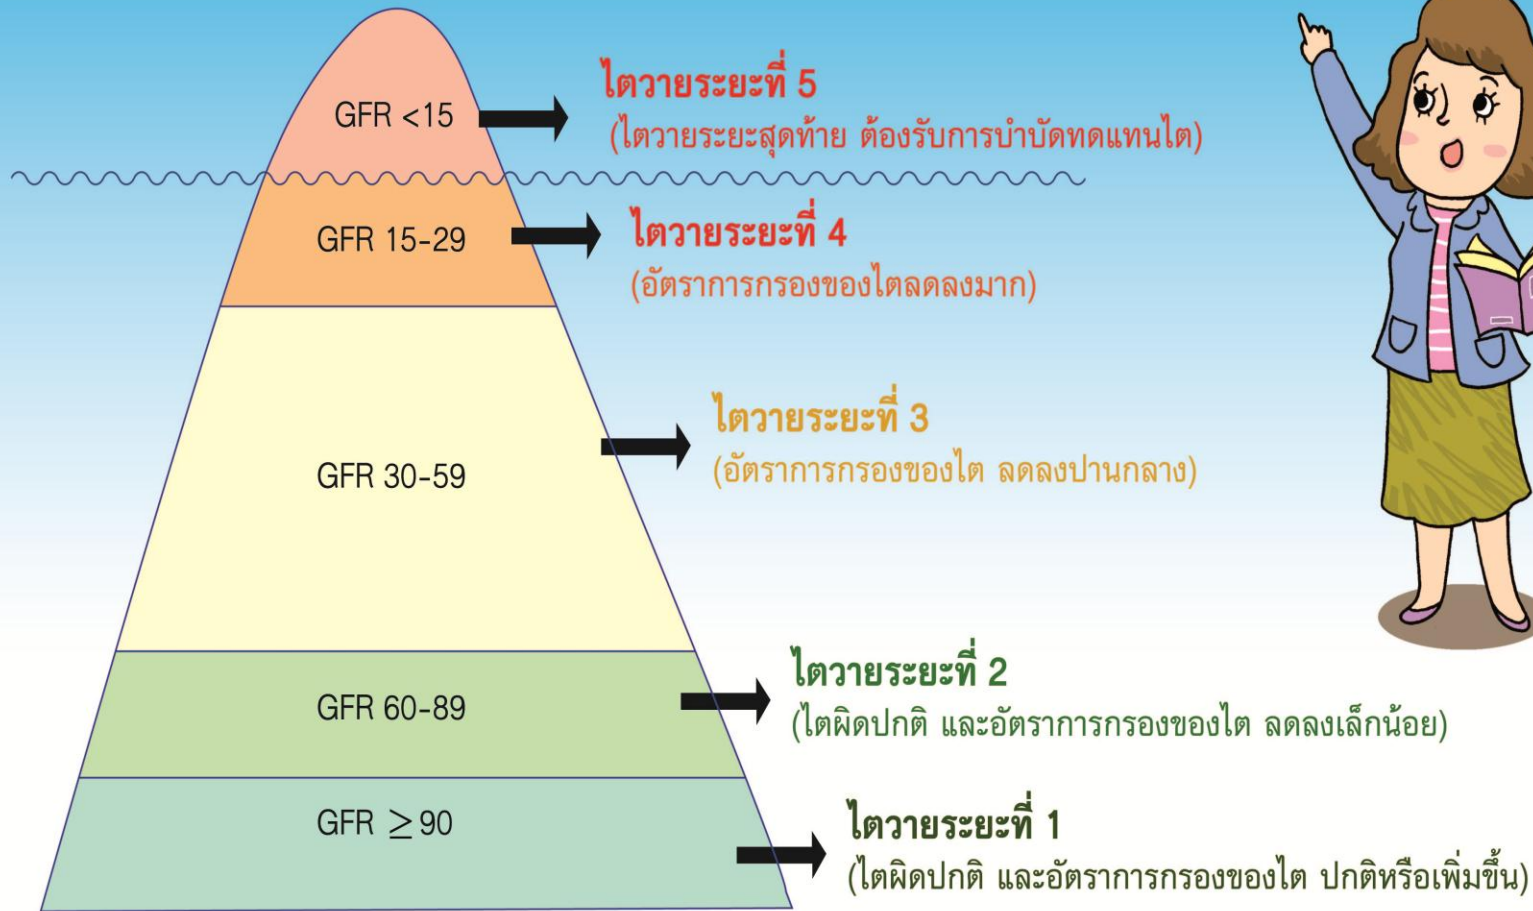 GFR <15
ไตวายระยะที่ 5
(ไตวายระยะสุดท้าย ต้องรับการบำบัดทดแทนไต)
GFR 15-29
ไตวายระยะที่ 4
(อัตราการกรองของไตลดลงมาก)
GFR 30-59
ไตวายระยะที่ 3
(อัตราการกรองของไต ลดลงปานกลาง)
GFR 60-89
ไตวายระยะที่ 2
(ไตผิดปกติ และอัตราการกรองของไต ลดลงเล็กน้อย)
GFR ≥90
ไตวายระยะที่ 1
(ไตผิดปกติ และอัตราการกรองของไต ปกติหรือเพิ่มขึ้น)